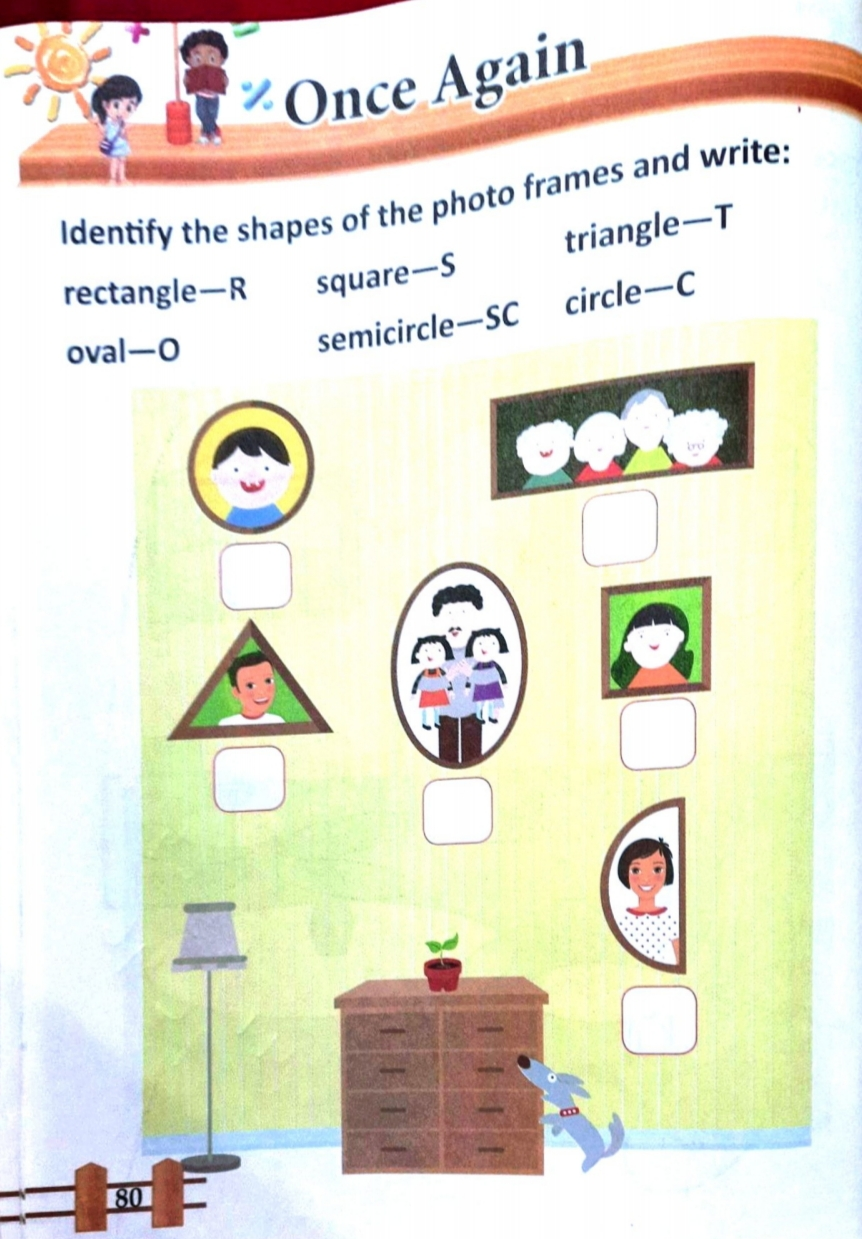 Once Again
Identify the shapes of the photo frames and write:
rectangle—R square—S triangle—T
oval—O semicircle—SC circle—C
80